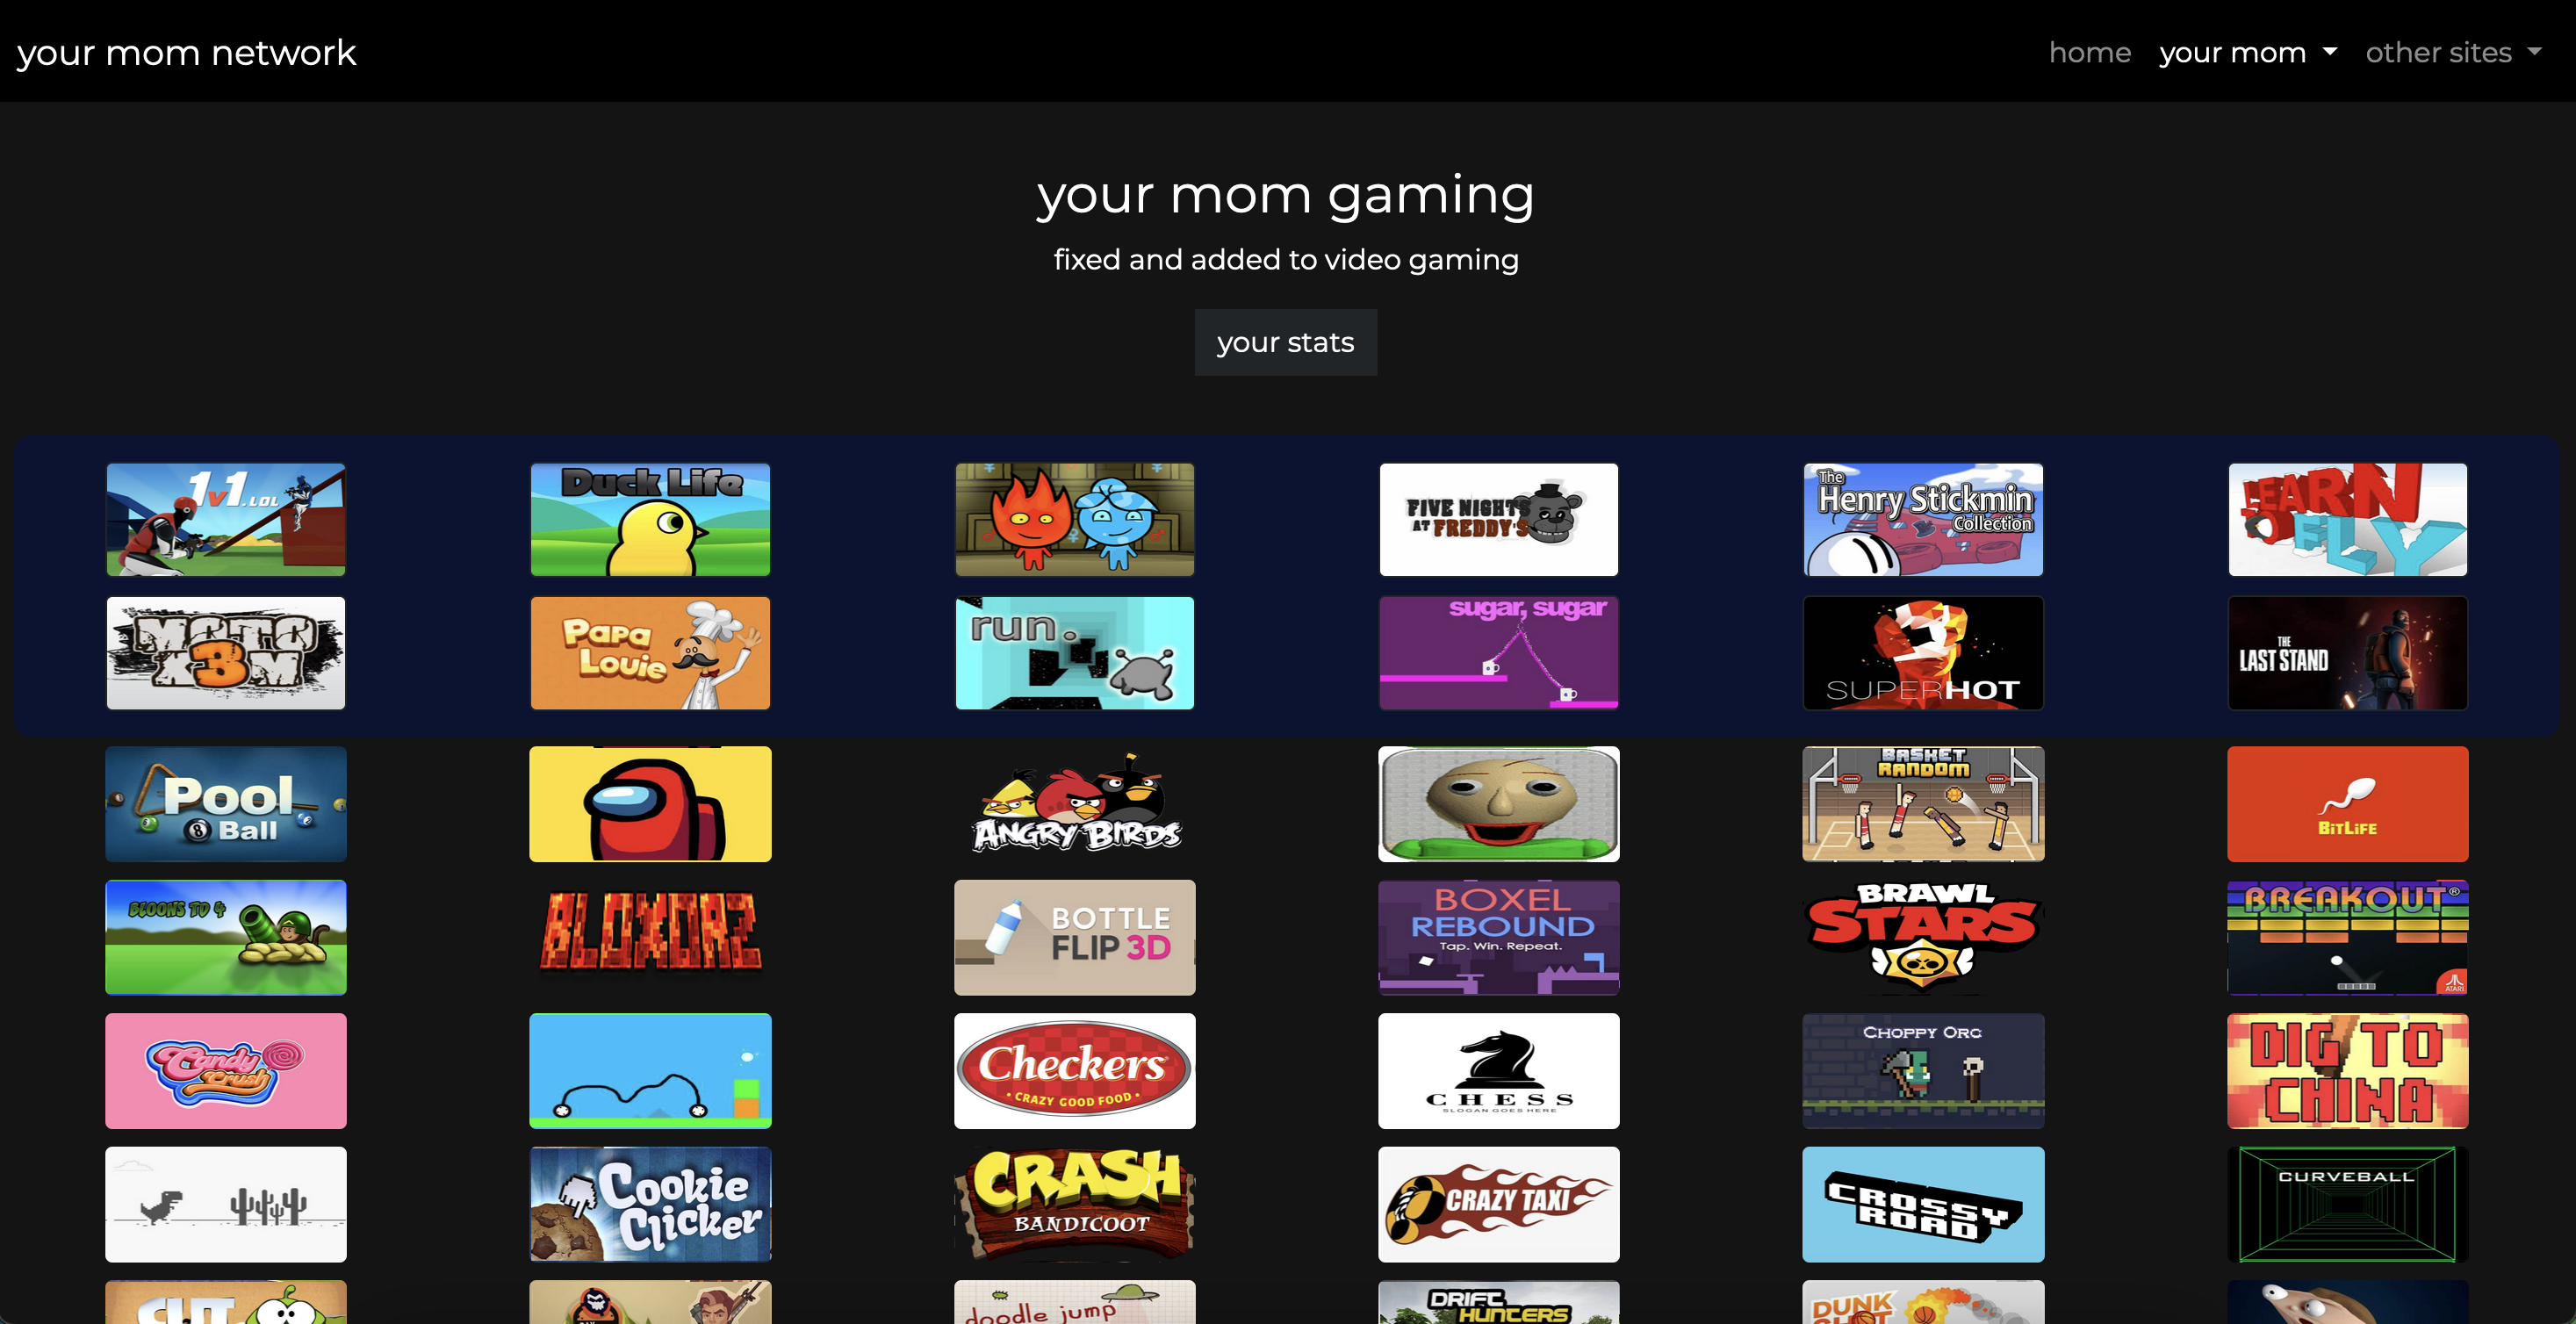 your mom network
home
your mom
other sites
your mom gaming
fixed and added to video gaming
your stats
1v1.LOL
Duck Life
FIVE NIGHTS
AT FREDDY'S
The
Henry Stickmin
Collection
LEARN
TO
FLY
MOTO
X3M
Papa
Louie
run.
sugar, sugar
SUPERHOT
THE
LAST STAND
Pool
8 Ball
ANGRY BIRDS
BASKET
RANDOM
BITLIFE
BLOONS TD 4
BLOXORZ
BOTTLE
FLIP 3D
BOXEL
REBOUND
Tap. Win. Repeat.
BRAWL
STARS
BREAKOUT®
ATARI
Candy
Crush
Checkers
• CRAZY GOOD FOOD •
CHESS
SLOGAN GOES HERE
CHOPPY ORC
DIG TO
CHINA
Cookie
Clicker
CRASH
BANDICOOT
CRAZY TAXI
CROSSY
ROAD
CURVEBALL
CUT
doodle jump
DRIFT
HUNTERS
DUNK
SHOT